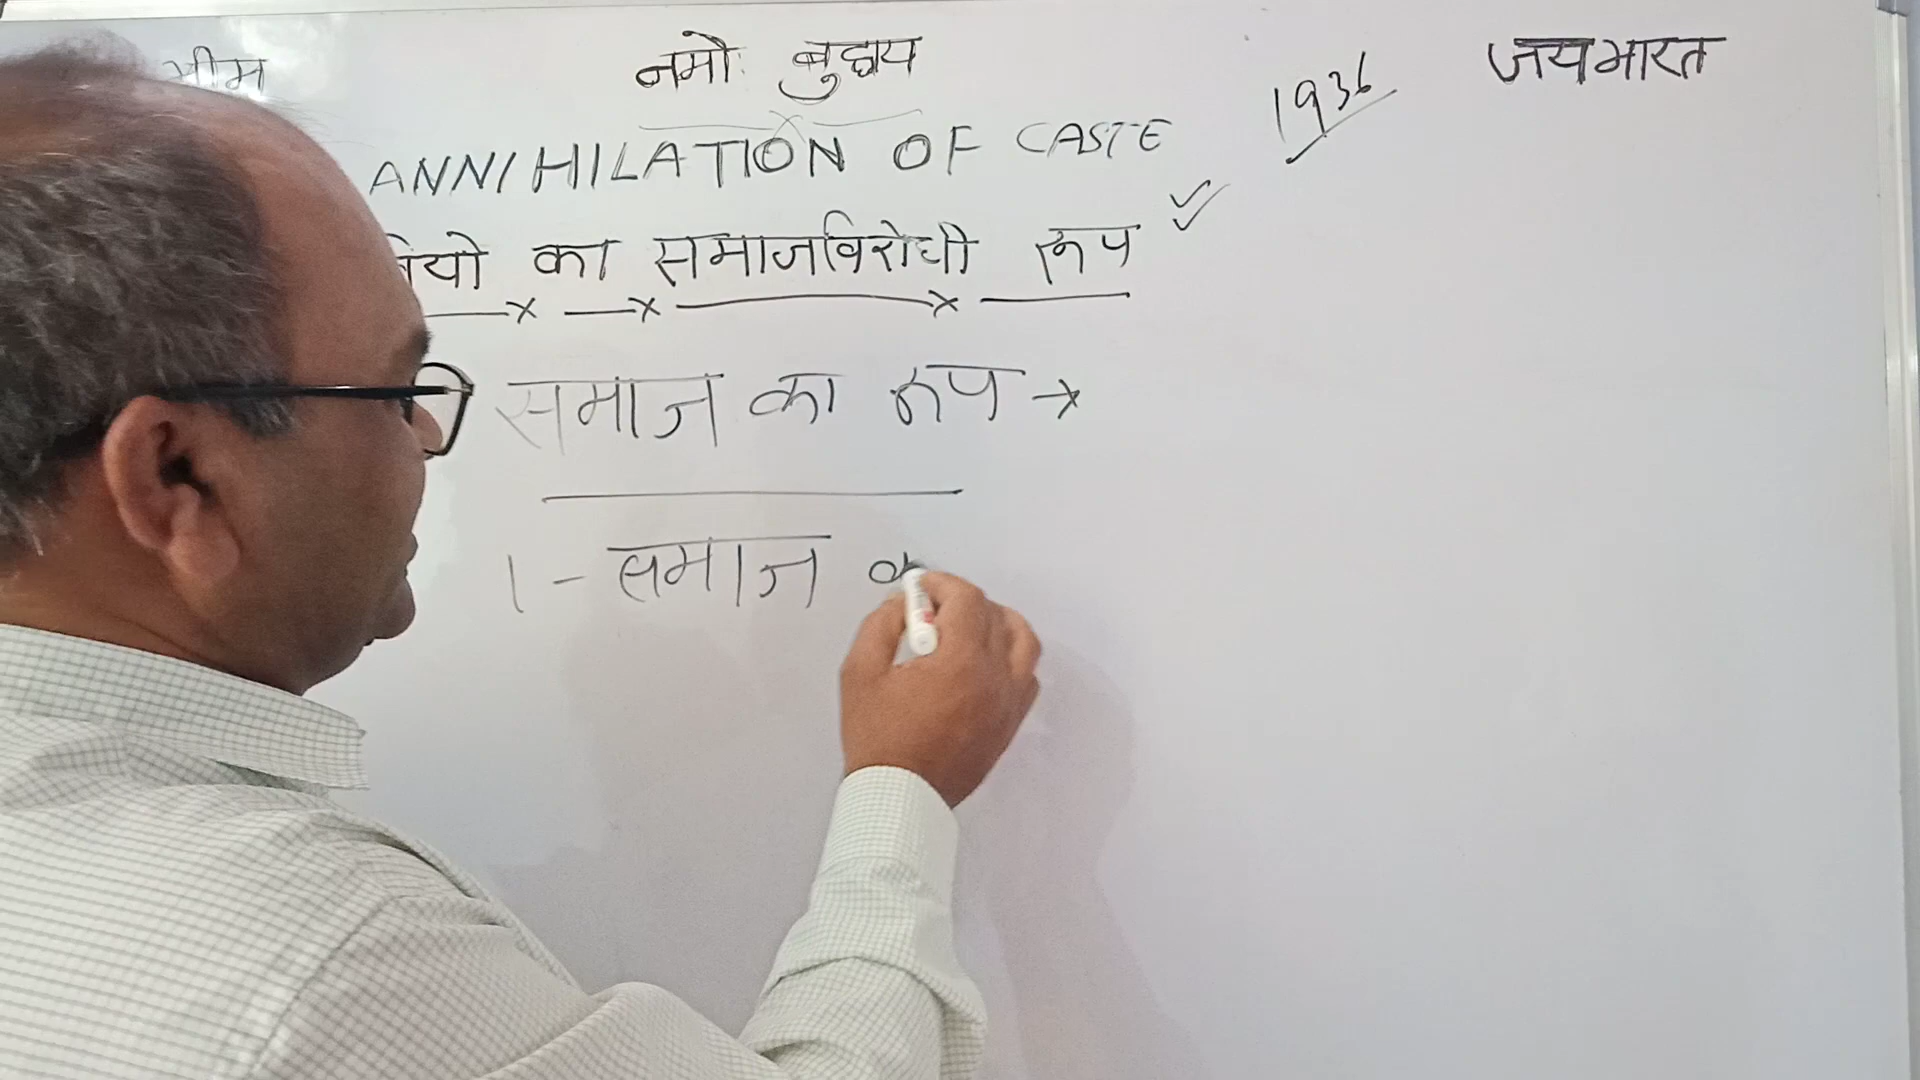 भीम नमोः बुद्धाय 1936 जयभारत
ANNIHILATION OF CASTE
का समाजविरोधी रूप
समाज का रूप →
1 - समाज